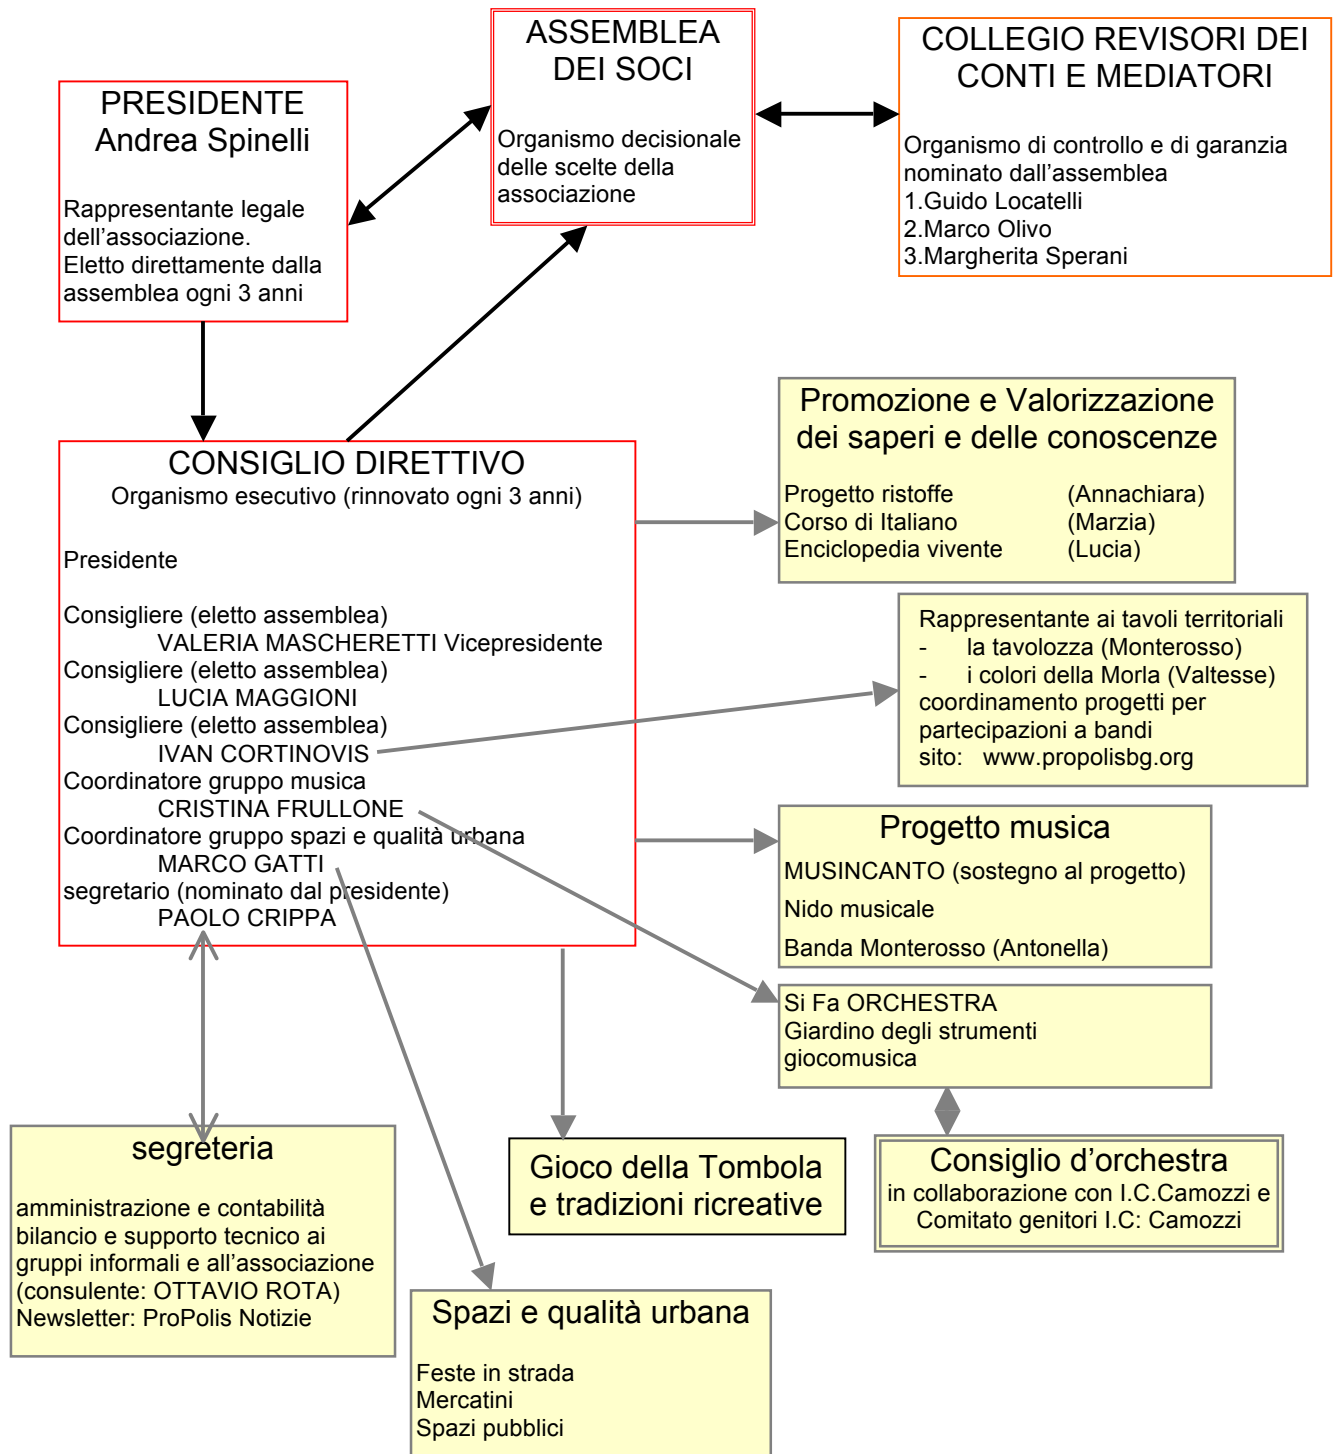 PRESIDENTE
Andrea Spinelli
Rappresentante legale
dell’associazione.
Eletto direttamente dalla
assemblea ogni 3 anni
ASSEMBLEA
DEI SOCI
Organismo decisionale
delle scelte della
associazione
COLLEGIO REVISORI DEI
CONTI E MEDIATORI
Organismo di controllo e di garanzia
nominato dall’assemblea
1.Guido Locatelli
2.Marco Olivo
3.Margherita Sperani
CONSIGLIO DIRETTIVO
Organismo esecutivo (rinnovato ogni 3 anni)
Presidente
Consigliere (eletto assemblea)
VALERIA MASCHERETTI Vicepresidente
Consigliere (eletto assemblea)
LUCIA MAGGIONI
Consigliere (eletto assemblea)
IVAN CORTINOVIS
Coordinatore gruppo musica
CRISTINA FRULLONE
Coordinatore gruppo spazi e qualità urbana
MARCO GATTI
segretario (nominato dal presidente)
PAOLO CRIPPA
Promozione e Valorizzazione
dei saperi e delle conoscenze
Progetto ristoffe (Annachiara)
Corso di Italiano (Marzia)
Enciclopedia vivente (Lucia)
Rappresentante ai tavoli territoriali
- la tavolozza (Monterosso)
- i colori della Morla (Valtesse)
coordinamento progetti per
partecipazioni a bandi
sito: www.propolisbg.org
Progetto musica
MUSINCANTO (sostegno al progetto)
Nido musicale
Banda Monterosso (Antonella)
Si Fa ORCHESTRA
Giardino degli strumenti
giocomusica
Consiglio d’orchestra
in collaborazione con I.C.Camozzi e
Comitato genitori I.C: Camozzi
Gioco della Tombola
e tradizioni ricreative
segreteria
amministrazione e contabilità
bilancio e supporto tecnico ai
gruppi informali e all’associazione
(consulente: OTTAVIO ROTA)
Newsletter: ProPolis Notizie
Spazi e qualità urbana
Feste in strada
Mercatini
Spazi pubblici